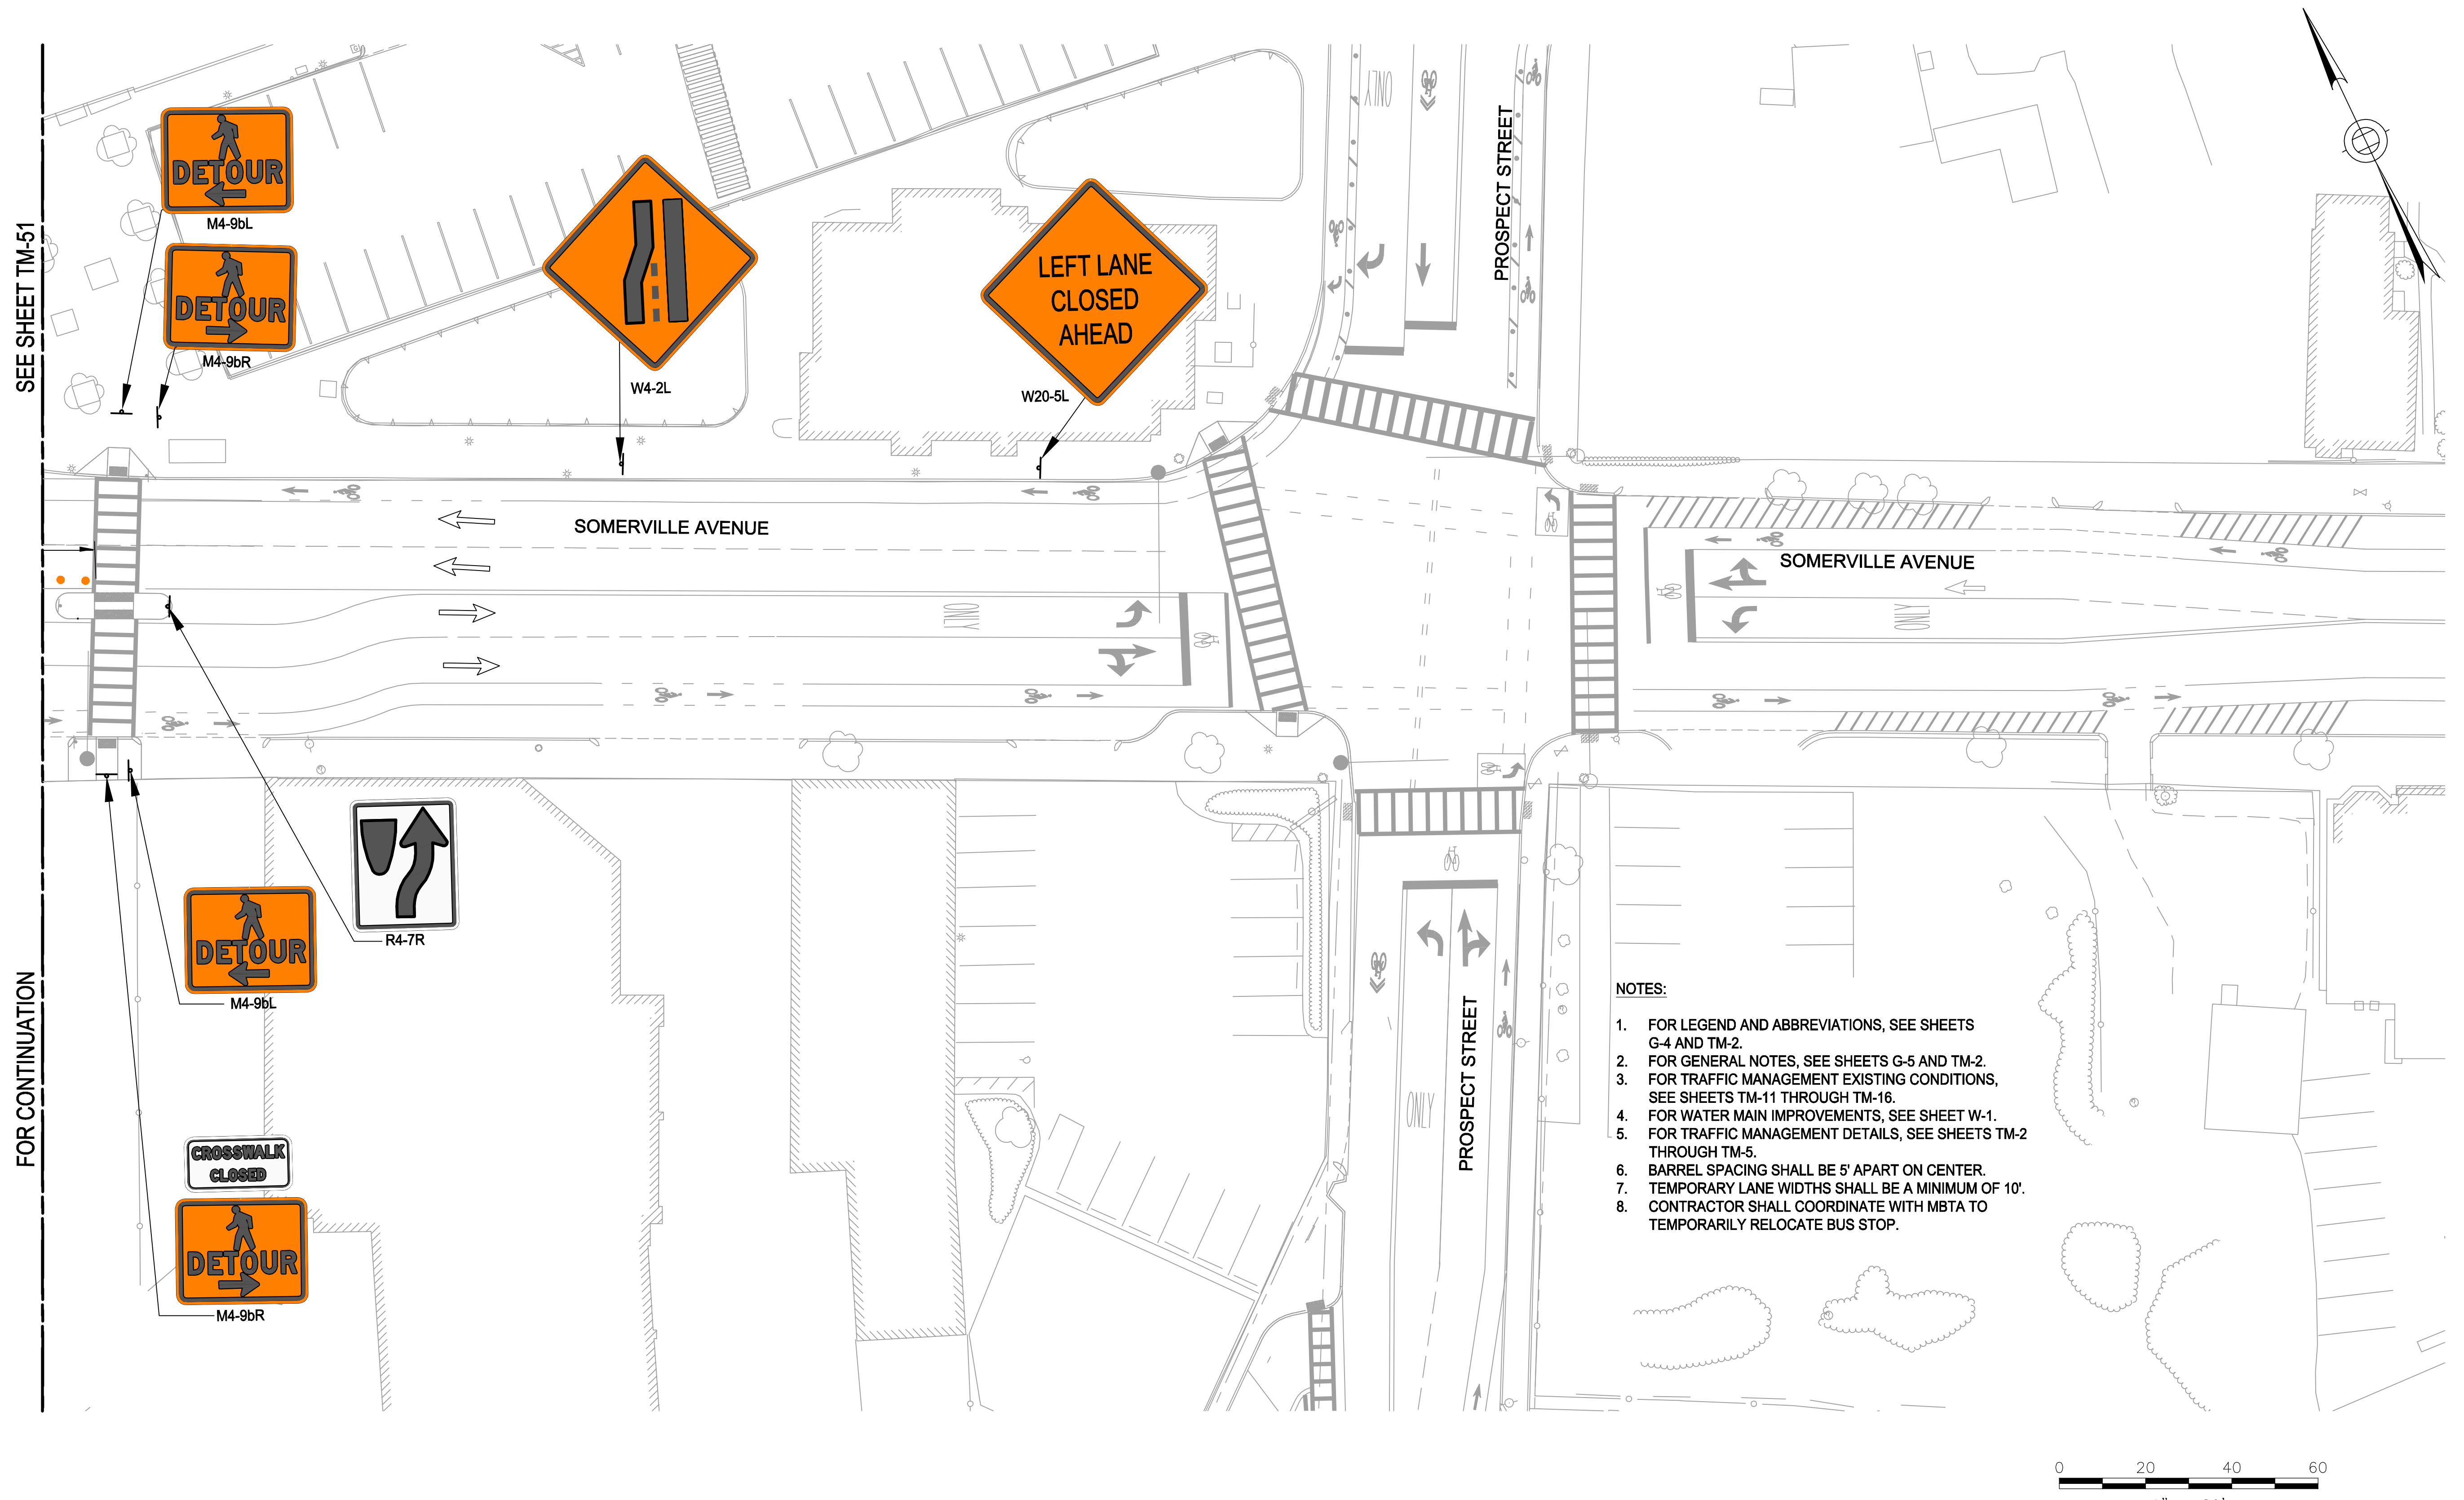 SEE SHEET TM-51
FOR CONTINUATION
DETOUR
M4-9bL
DETOUR
M4-9bR
W4-2L
LEFT LANE
CLOSED
AHEAD
W20-5L
ONLY
PROSPECT STREET
PROSPECT STREET
SOMERVILLE AVENUE
SOMERVILLE AVENUE
ONLY
ONLY
R4-7R
DETOUR
M4-9bL
CROSSWALK
CLOSED
DETOUR
M4-9bR
ONLY
PROSPECT STREET
NOTES:
1. FOR LEGEND AND ABBREVIATIONS, SEE SHEETS
G-4 AND TM-2.
2. FOR GENERAL NOTES, SEE SHEETS G-5 AND TM-2.
3. FOR TRAFFIC MANAGEMENT EXISTING CONDITIONS,
SEE SHEETS TM-11 THROUGH TM-16.
4. FOR WATER MAIN IMPROVEMENTS, SEE SHEET W-1.
5. FOR TRAFFIC MANAGEMENT DETAILS, SEE SHEETS TM-2
THROUGH TM-5.
6. BARREL SPACING SHALL BE 5' APART ON CENTER.
7. TEMPORARY LANE WIDTHS SHALL BE A MINIMUM OF 10'.
8. CONTRACTOR SHALL COORDINATE WITH MBTA TO
TEMPORARILY RELOCATE BUS STOP.
0 20 40 60